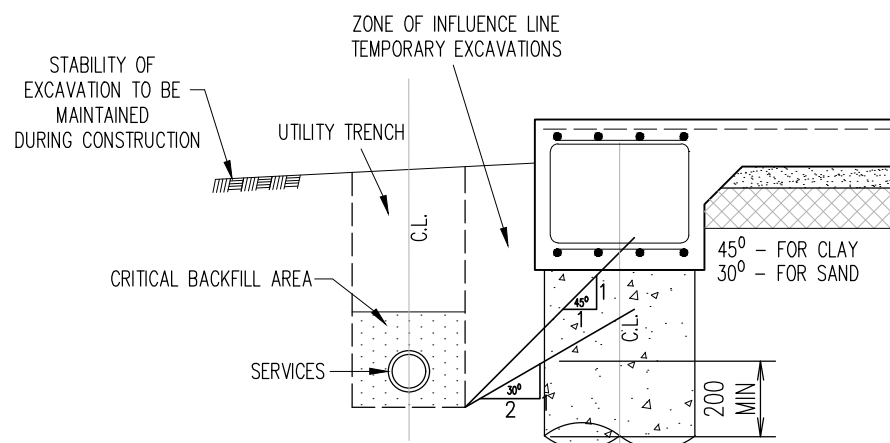 ZONE OF INFLUENCE LINE
TEMPORARY EXCAVATIONS
STABILITY OF
EXCAVATION TO BE
MAINTAINED
DURING CONSTRUCTION
UTILITY TRENCH
C.L.
CRITICAL BACKFILL AREA
SERVICES
45⁰ - FOR CLAY
30⁰ - FOR SAND
45⁰
1
1
C.L.
30⁰
1
2
200
MIN